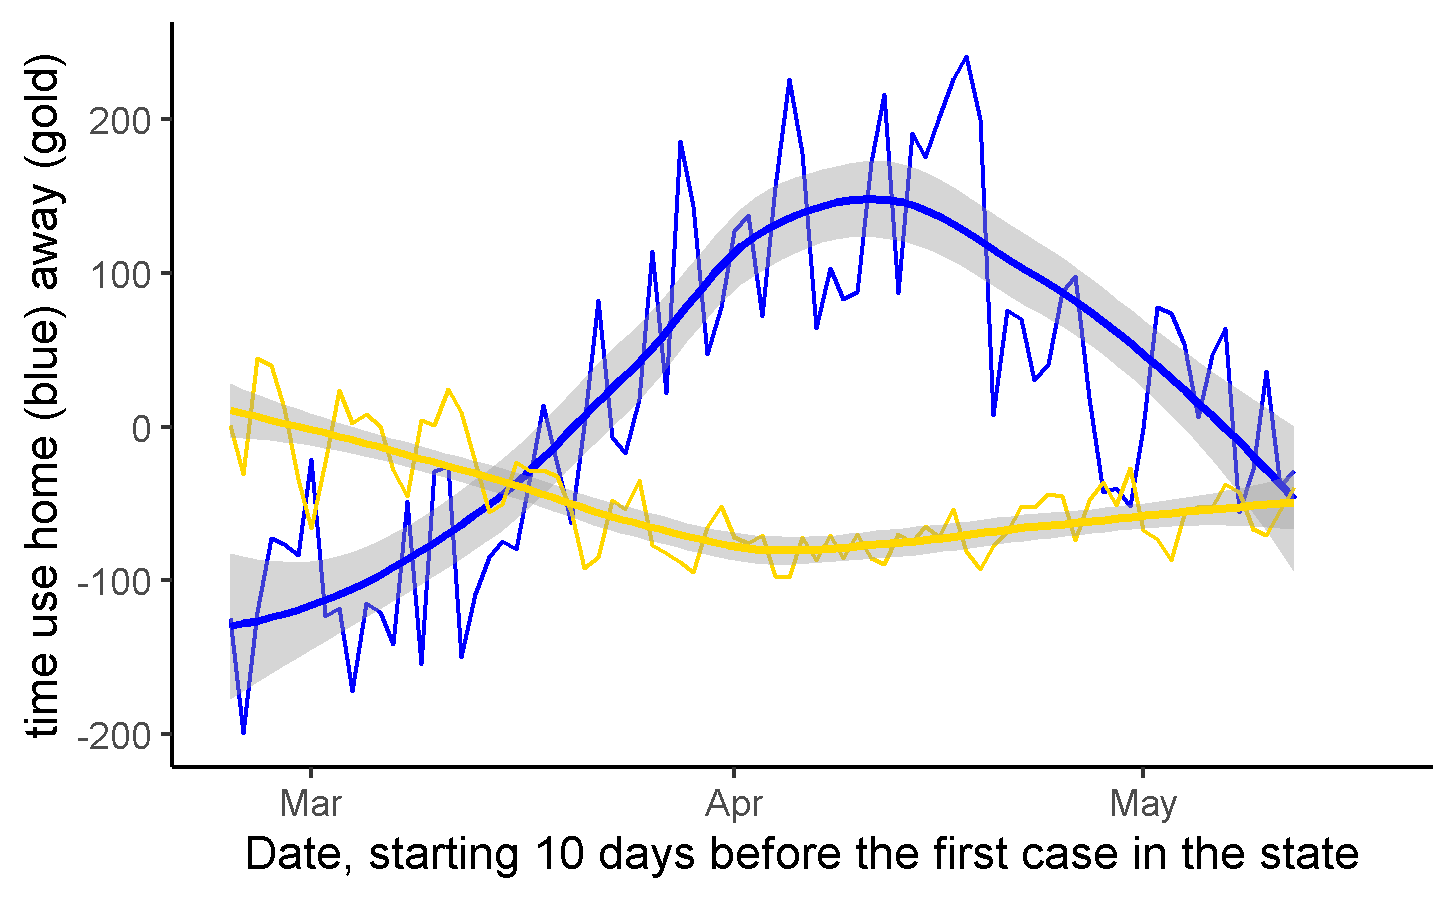 time use home (blue) away (gold)
200
100
0
-100
-200
Mar Apr May
Date, starting 10 days before the first case in the state